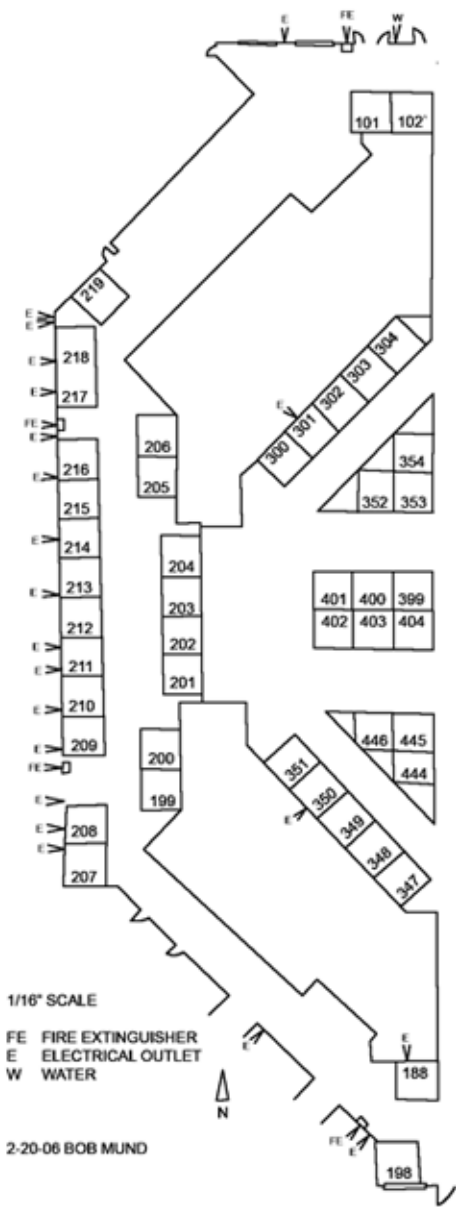 E FE W
101 102
219
E
E
E 218
E 217
FE
E
E 216
215
E 214
E 213
212
E 211
E
E 210
E 209
FE
E
E 208
E 207
206
205
204
203
202
201
200
199
304
303
302
301
300
E
354
352 353
401 400 399
402 403 404
446 445
444
351
350
349
348
347
E
1/16" SCALE
FE FIRE EXTINGUISHER
E ELECTRICAL OUTLET
W WATER
N
2-20-06 BOB MUND
E
E
188
FE
E
198